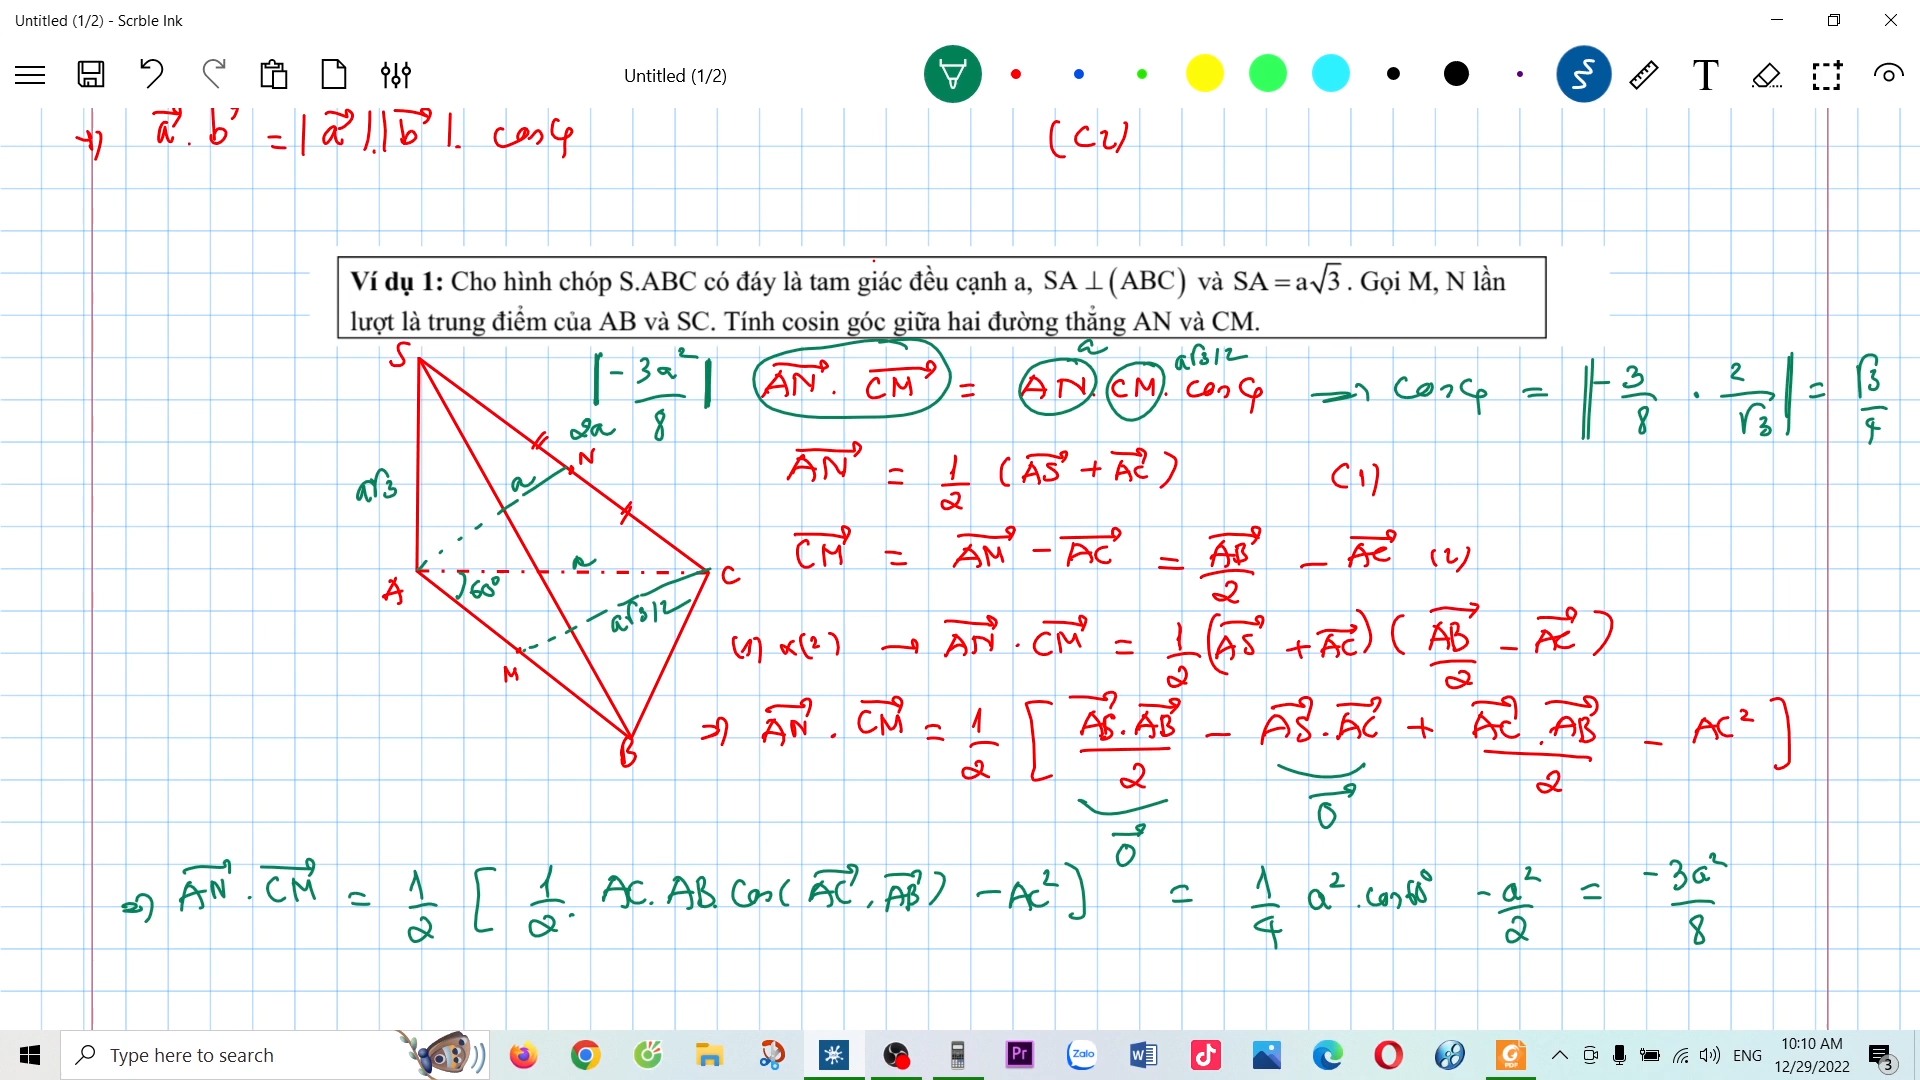 Untitled (1/2) - Scrble Ink
Untitled (1/2)
T
+) a⃗ . b⃗ = |a⃗|.|b⃗|. cosφ
(C2)
Ví dụ 1: Cho hình chóp S.ABC có đáy là tam giác đều cạnh a, SA ⊥ (ABC) và SA = a√3. Gọi M, N lần
lượt là trung điểm của AB và SC. Tính cosin góc giữa hai đường thẳng AN và CM.
S
|-3a²/8|
AN⃗ . CM⃗ = AN. CM. cosφ ⟹ cosφ = |-3/8 . 2/√3| = √3/4
a
a√3/2
2a
N
AN⃗ = 1/2 (AS⃗ + AC⃗) (1)
a√3
a
CM⃗ = AM⃗ - AC⃗ = AB⃗/2 - AC⃗ (2)
a
A
60°
C
a√3/2
M
B
(1) x(2) → AN⃗ . CM⃗ = 1/2 (AS⃗ + AC⃗) (AB⃗/2 - AC⃗)
=) AN⃗ . CM⃗ = 1/2 [AS⃗.AB⃗/2 - AS⃗.AC⃗ + AC⃗.AB⃗/2 - AC²]
0⃗
0⃗
=) AN⃗ . CM⃗ = 1/2 [1/2. AC. AB. Cos(AC⃗, AB⃗) - AC²] = 1/4 a². cos60° - a²/2 = -3a²/8
Type here to search
Pr
Zalo
ENG
10:10 AM
12/29/2022
3